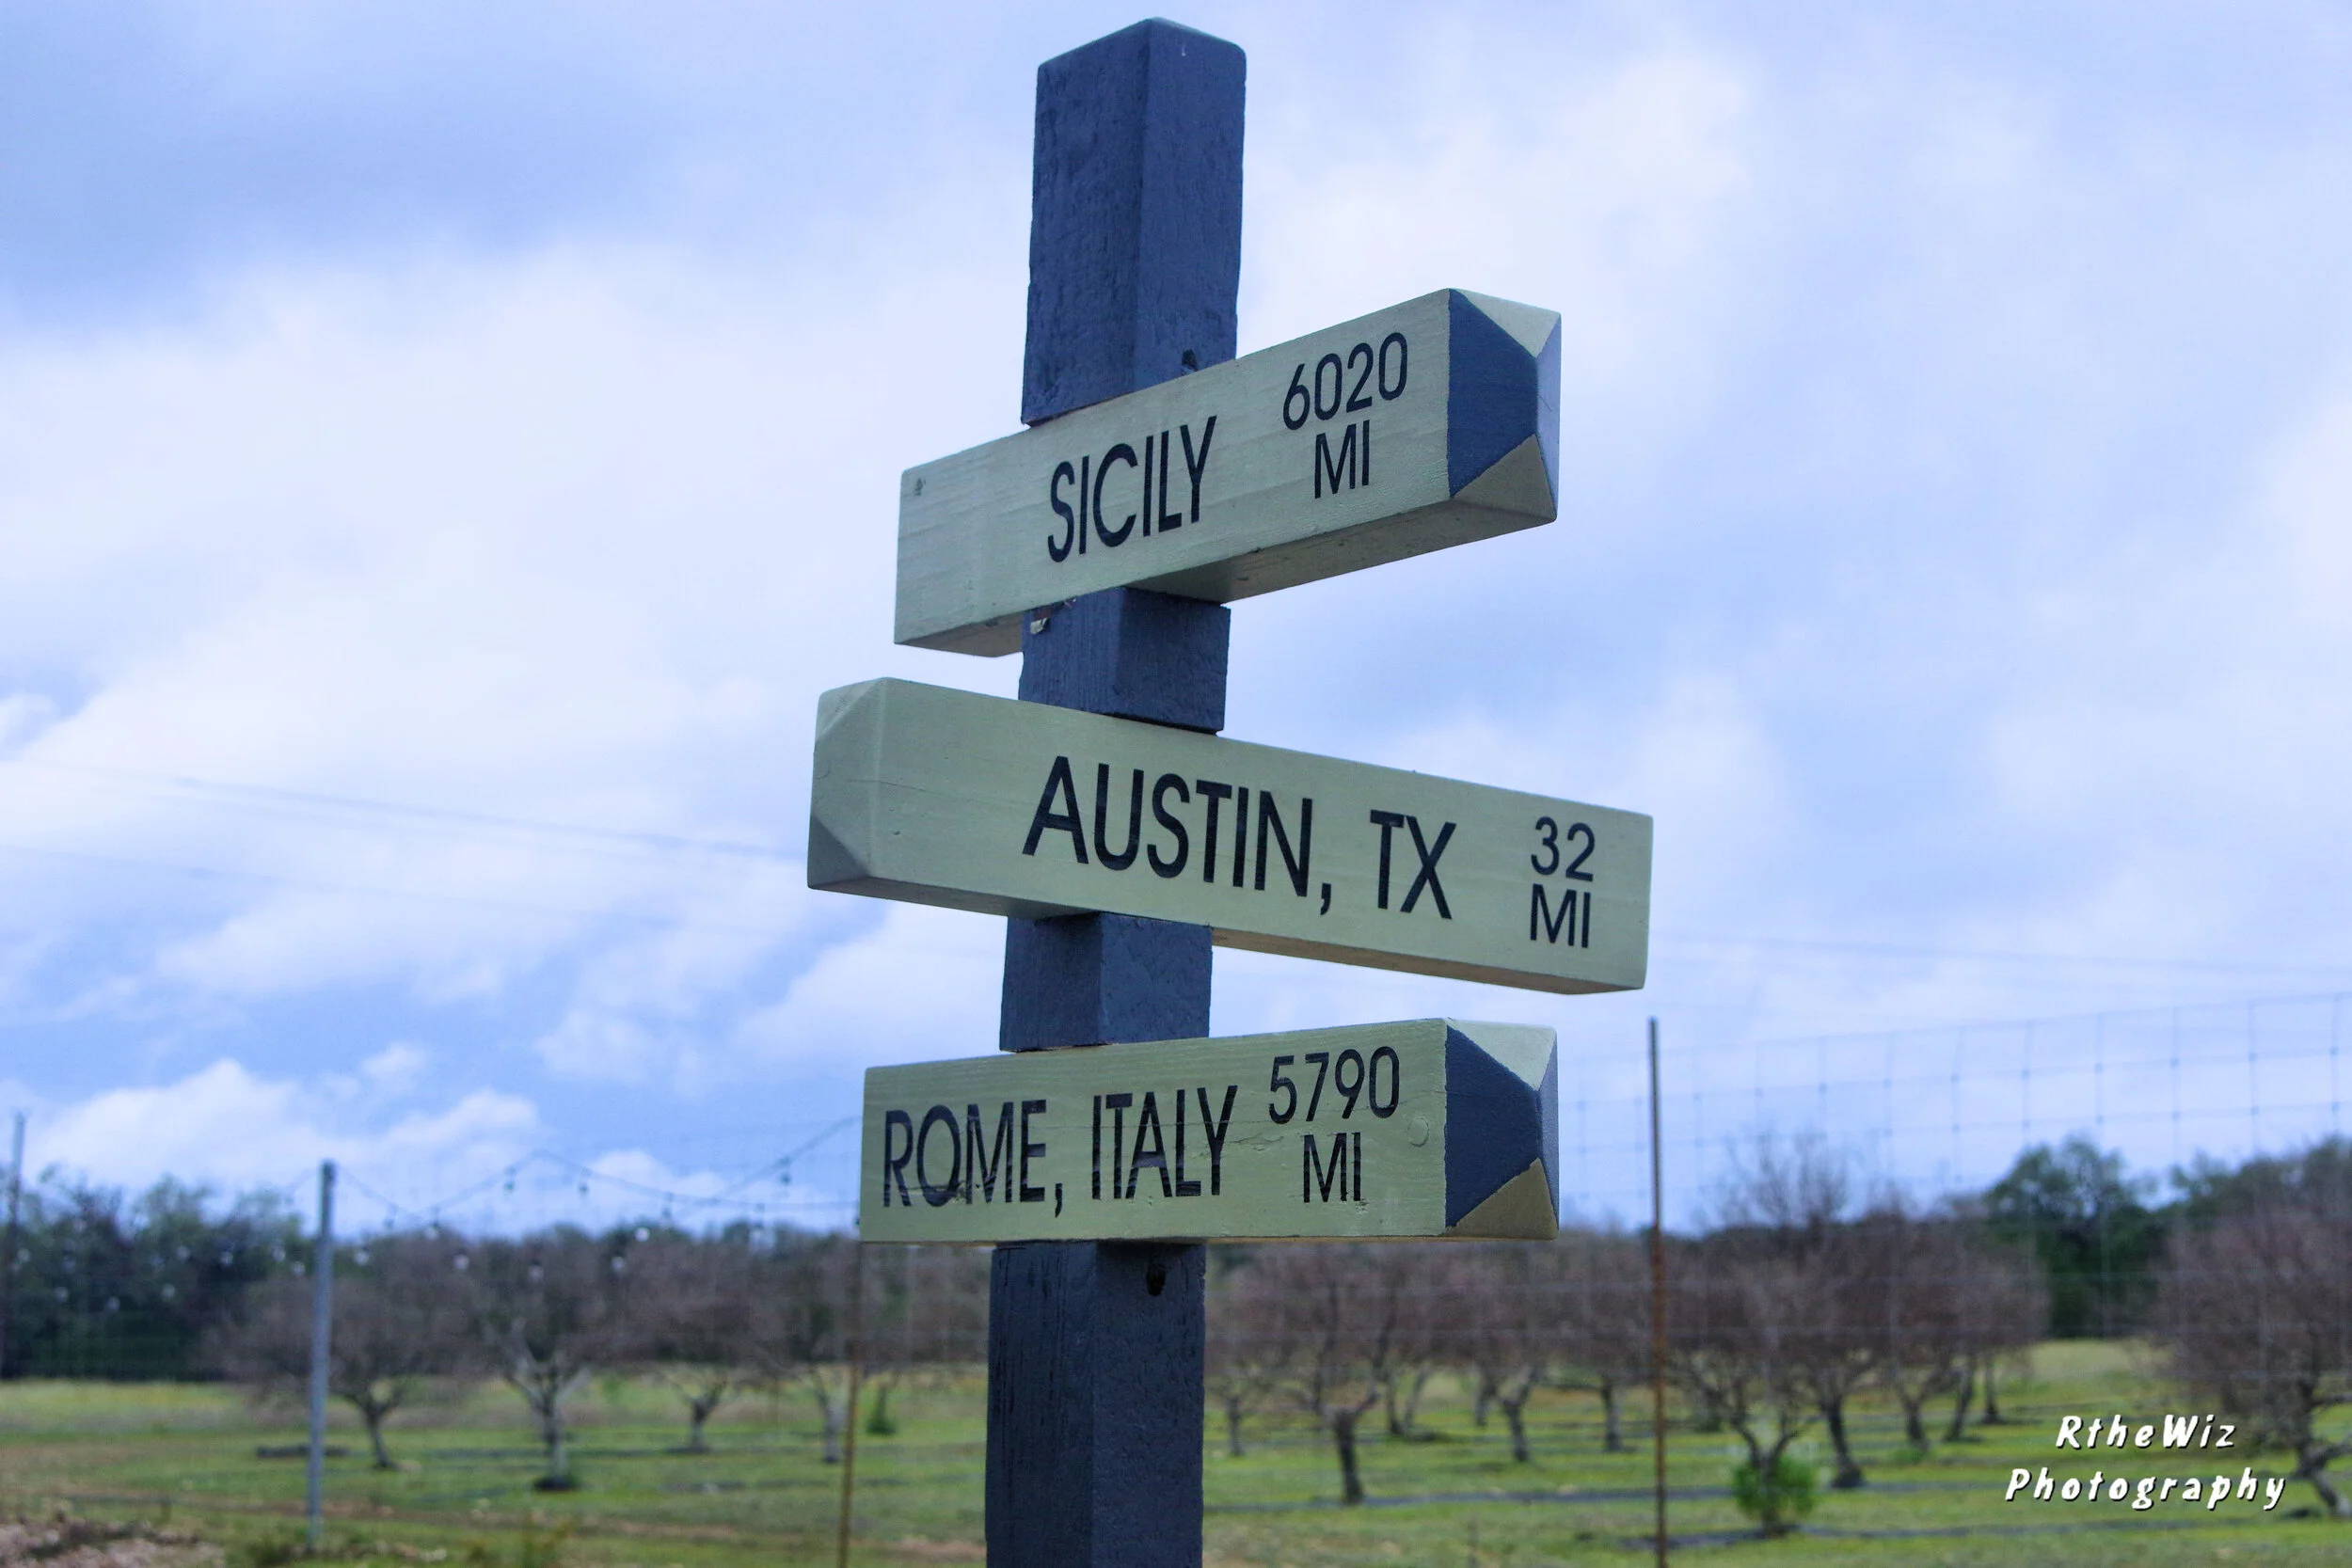 SICILY 6020
MI
AUSTIN, TX 32
MI
ROME, ITALY 5790
MI
RtheWiz
Photography